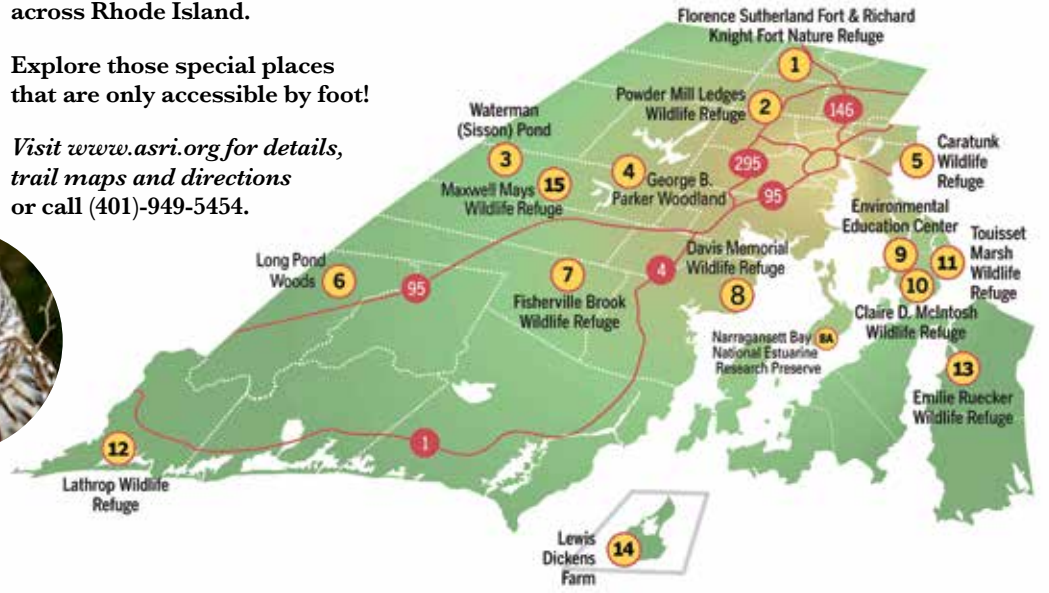 across Rhode Island.
Explore those special places
that are only accessible by foot!
Visit www.asri.org for details,
trail maps and directions
or call (401)-949-5454.
Florence Sutherland Fort & Richard
Knight Fort Nature Refuge
1
Powder Mill Ledges
Wildlife Refuge
2
146
Waterman
(Sisson) Pond
3
Maxwell Mays
Wildlife Refuge
15
4
George B.
Parker Woodland
295
95
5
Caratunk
Wildlife
Refuge
Environmental
Education Center
9
10
11
Touisset
Marsh
Wildlife
Refuge
Claire D. McIntosh
Wildlife Refuge
Long Pond
Woods
6
95
7
Fisherville Brook
Wildlife Refuge
4
Davis Memorial
Wildlife Refuge
8
Narragansett Bay
National Estuarine
Research Preserve
8A
13
Emilie Ruecker
Wildlife Refuge
12
Lathrop Wildlife
Refuge
1
Lewis
Dickens
Farm
14